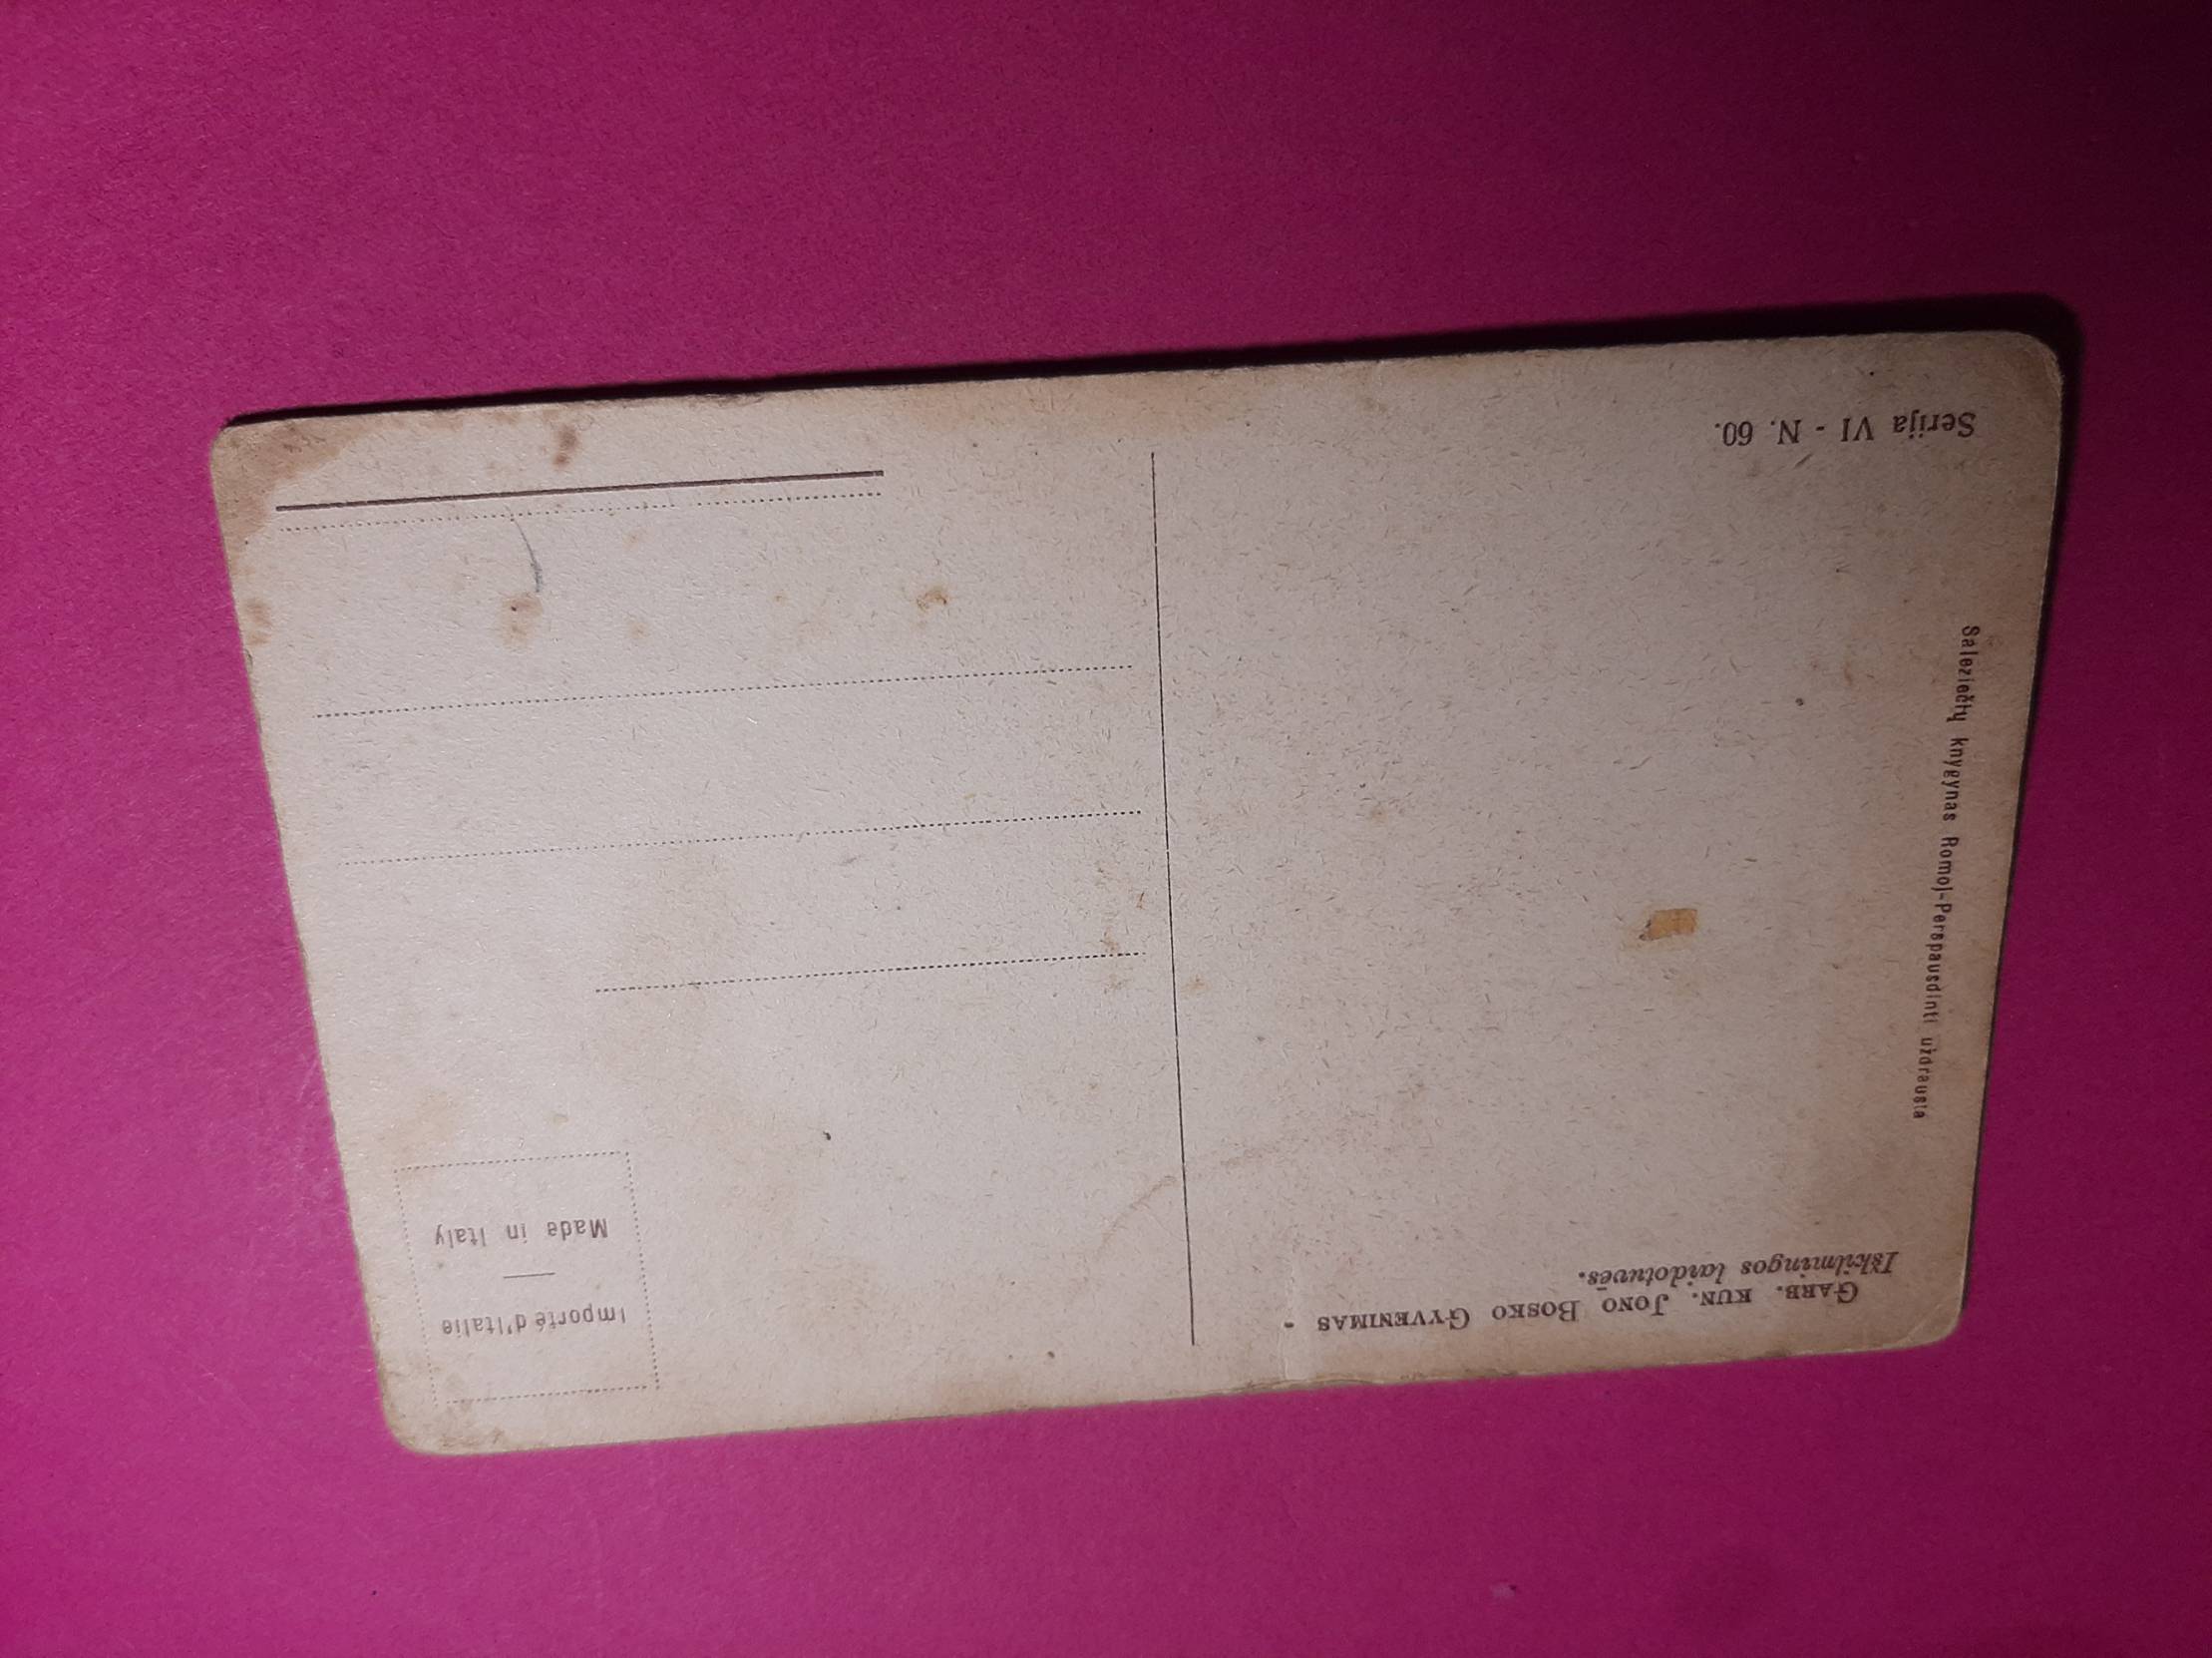 Garb. kun. Jono Bosko Gyvenimas -
Iškilmingos laidotuvės.
Importé d'Italie
Made in Italy
Saleziečių knygynas Romoj-Perspausdinti uždrausta
Serija VI - N. 60.